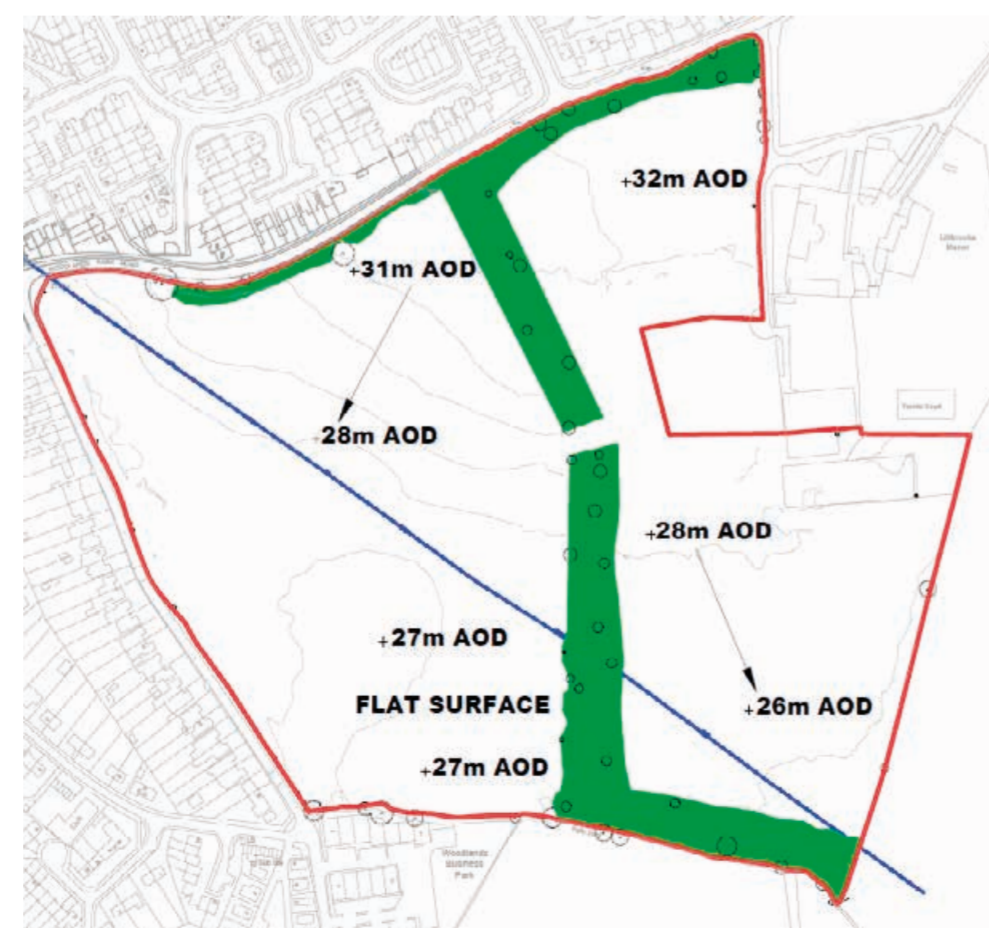 +32m AOD
+31m AOD
+28m AOD
+28m AOD
+27m AOD
+26m AOD
FLAT SURFACE
+27m AOD
Woodlands
BUSINESS
Park